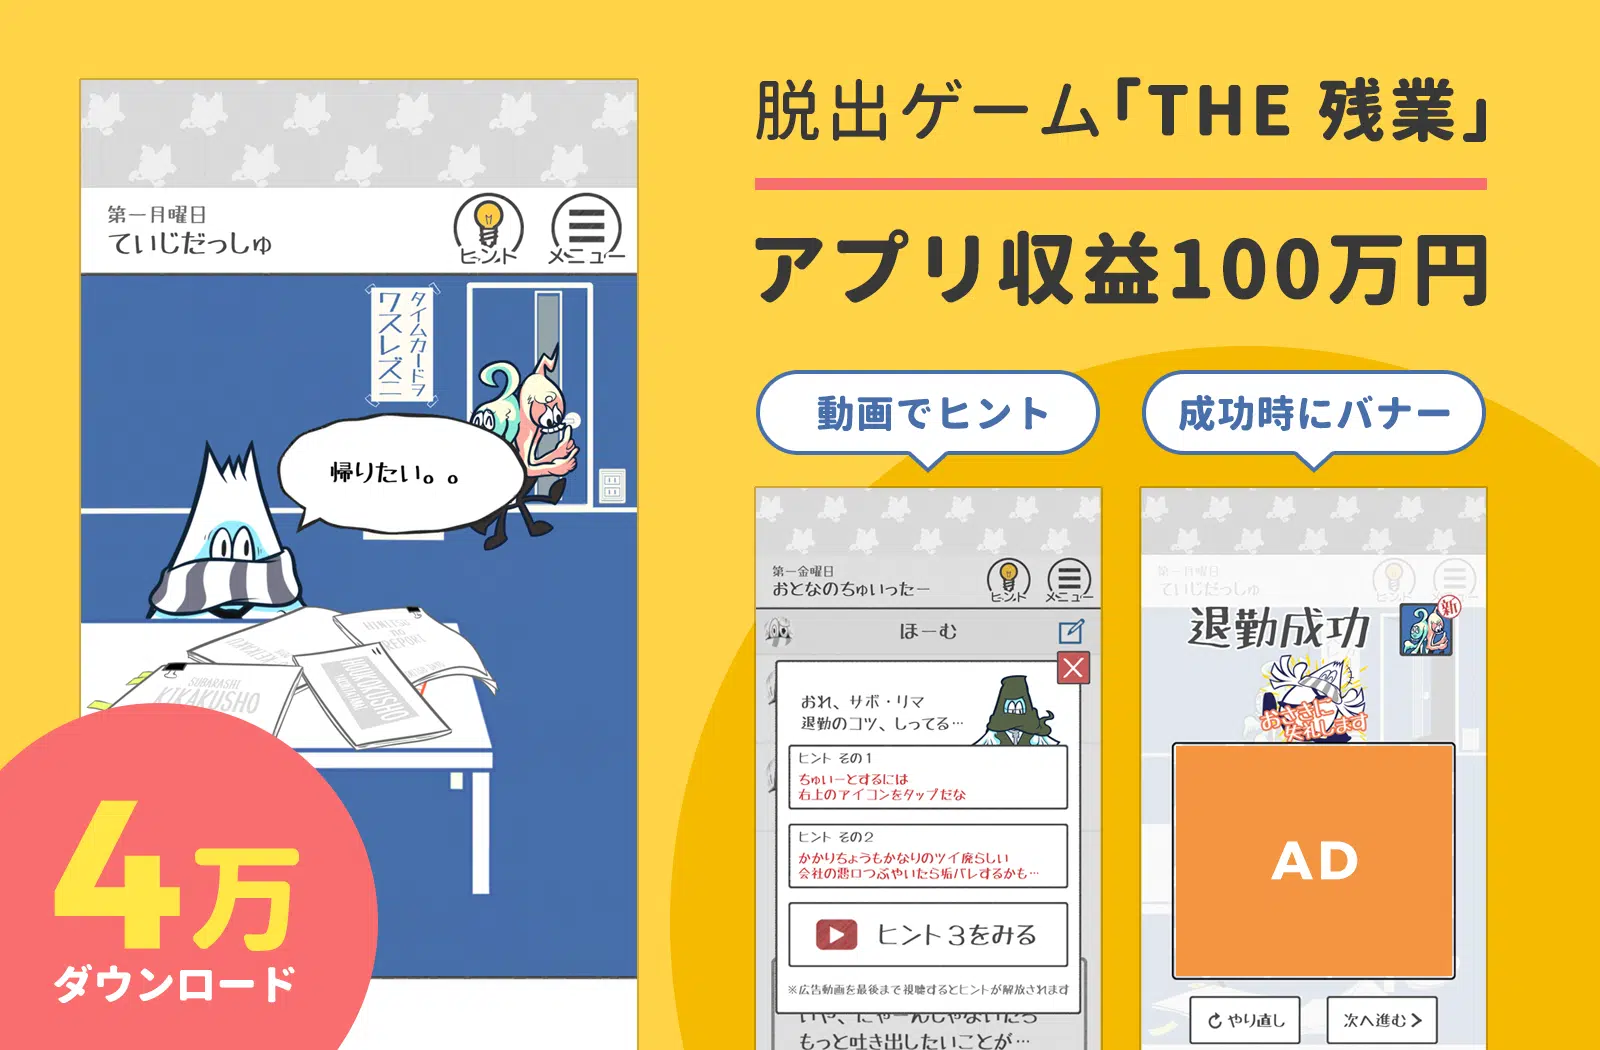 脱出ゲーム「THE 残業」
アプリ収益100万円
第一月曜日
ていじだっしゅ
ヒント
メニュー
タイムカードヲ
ワスレズニ
帰りたい。。
HIMITSU
no
REPORT
SUBARASHI
KIKAKUSHO
KIKAKUSHO
4万
ダウンロード
動画でヒント
第一金曜日
おとなのちゅいったー
ヒント
メニュー
ほーむ
おれ、サボ・リマ
退勤のコツ、しってる…
ヒント その1
ちゅいーとするには
右上のアイコンをタップだな
ヒント その2
かかりちょうもかなりのツイ廃らしい
会社の悪口つぶやいたら垢バレするかも…
ヒント3をみる
※広告動画を最後まで視聴するとヒントが解放されます
いや、にゃーんじゃないだろ
もっと吐き出したいことが…
成功時にバナー
第一月曜日
ていじだっしゅ
ヒント
メニュー
退勤成功
新
おさきに
失礼します
AD
やり直し
次へ進む